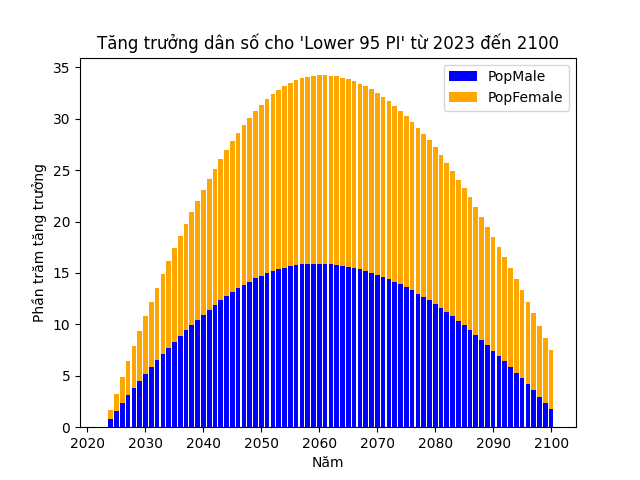 Tăng trưởng dân số cho 'Lower 95 PI' từ 2023 đến 2100
PopMale
PopFemale
Phần trăm tăng trưởng
35
30
25
20
15
10
5
0
2020 2030 2040 2050 2060 2070 2080 2090 2100
Năm